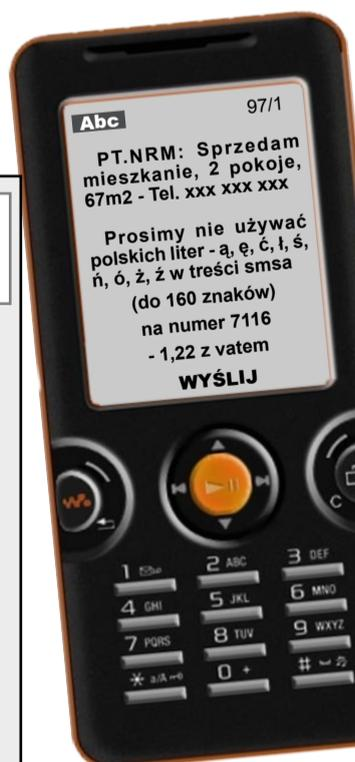 Abc 97/1
PT.NRM: Sprzedam
mieszkanie, 2 pokoje,
67m2 - Tel. xxx xxx xxx
Prosimy nie używać
polskich liter - ą, ę, ć, ł, ś,
ń, ó, ż, ź w treści smsa
(do 160 znaków)
na numer 7116
- 1,22 z vatem
WYŚLIJ
C
1 2 ABC 3 DEF
4 GHI 5 JKL 6 MNO
7 PQRS 8 TUV 9 WXYZ
* a/A 0 + #